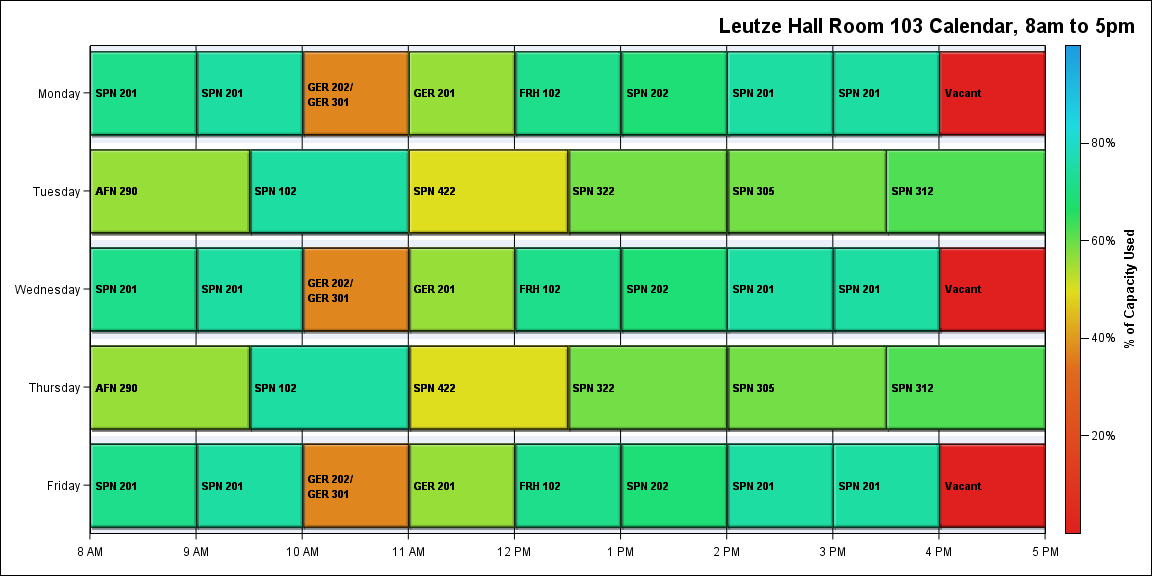 Leutze Hall Room 103 Calendar, 8am to 5pm
Monday
SPN 201
SPN 201
GER 202/
GER 301
GER 201
FRH 102
SPN 202
SPN 201
SPN 201
Vacant
Tuesday
AFN 290
SPN 102
SPN 422
SPN 322
SPN 305
SPN 312
Wednesday
SPN 201
SPN 201
GER 202/
GER 301
GER 201
FRH 102
SPN 202
SPN 201
SPN 201
Vacant
Thursday
AFN 290
SPN 102
SPN 422
SPN 322
SPN 305
SPN 312
Friday
SPN 201
SPN 201
GER 202/
GER 301
GER 201
FRH 102
SPN 202
SPN 201
SPN 201
Vacant
8 AM
9 AM
10 AM
11 AM
12 PM
1 PM
2 PM
3 PM
4 PM
5 PM
80%
60%
40%
20%
% of Capacity Used